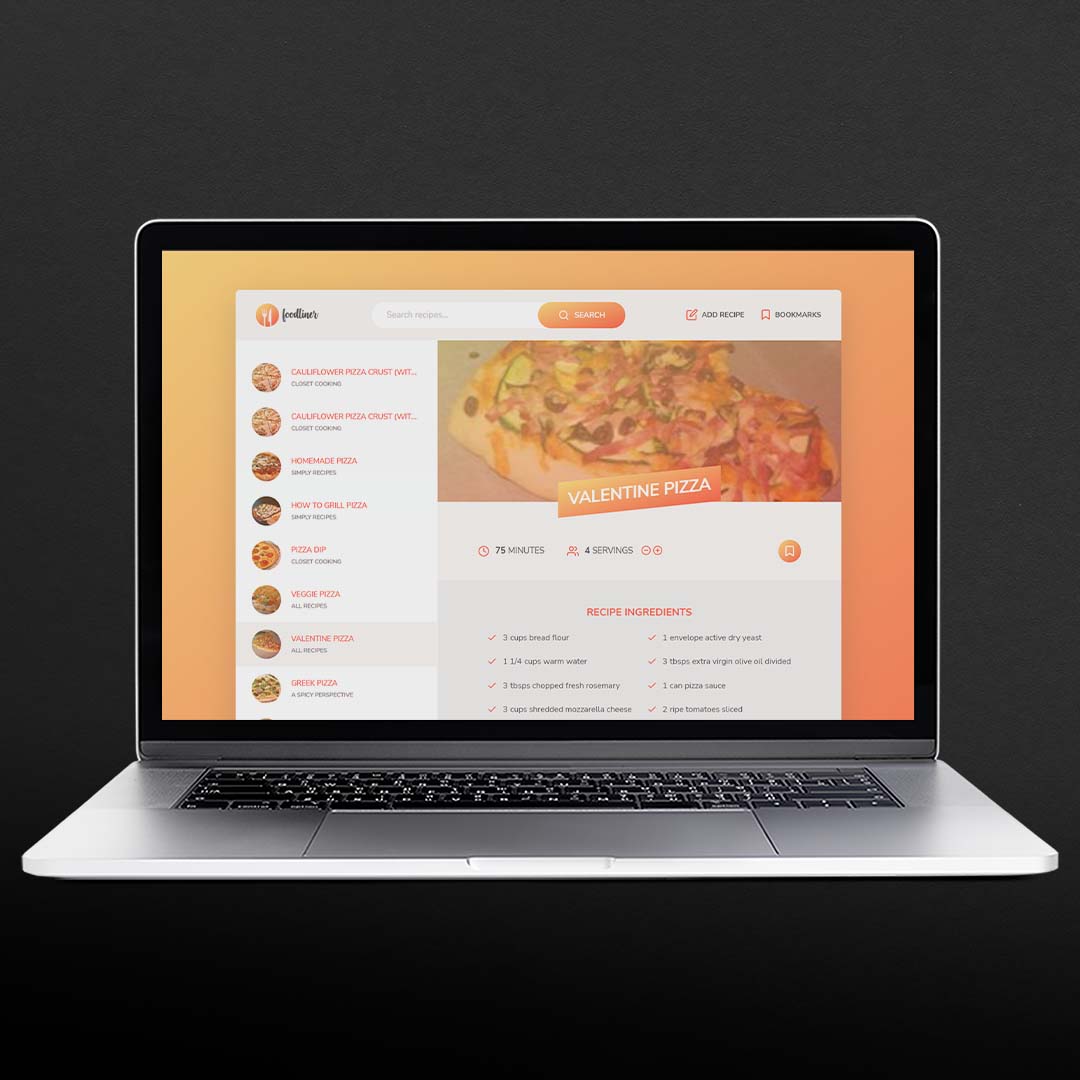 foodliner
Search recipes...
SEARCH
ADD RECIPE
BOOKMARKS
CAULIFLOWER PIZZA CRUST (WIT...
CLOSET COOKING
CAULIFLOWER PIZZA CRUST (WIT...
CLOSET COOKING
HOMEMADE PIZZA
SIMPLY RECIPES
HOW TO GRILL PIZZA
SIMPLY RECIPES
PIZZA DIP
CLOSET COOKING
VEGGIE PIZZA
ALL RECIPES
VALENTINE PIZZA
ALL RECIPES
GREEK PIZZA
A SPICY PERSPECTIVE
VALENTINE PIZZA
75 MINUTES
4 SERVINGS
RECIPE INGREDIENTS
3 cups bread flour
1 envelope active dry yeast
1 1/4 cups warm water
3 tbsps extra virgin olive oil divided
3 tbsps chopped fresh rosemary
1 can pizza sauce
3 cups shredded mozzarella cheese
2 ripe tomatoes sliced